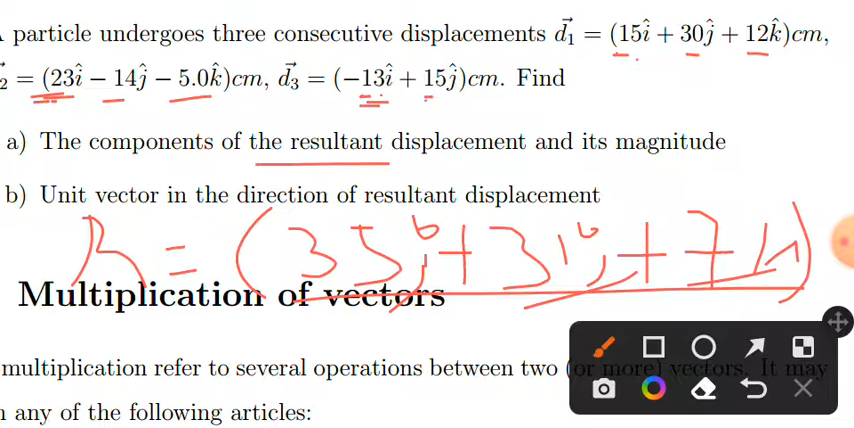 particle undergoes three consecutive displacements d⃗₁ = (15î + 30ĵ + 12k̂)cm,
₂ = (23î − 14ĵ − 5.0k̂)cm, d⃗₃ = (−13î + 15ĵ)cm. Find
a) The components of the resultant displacement and its magnitude
b) Unit vector in the direction of resultant displacement
R = (35
+ 31
+ 7
)
Multiplication of vectors
multiplication refer to several operations between two (or more) vectors. It may
any of the following articles: